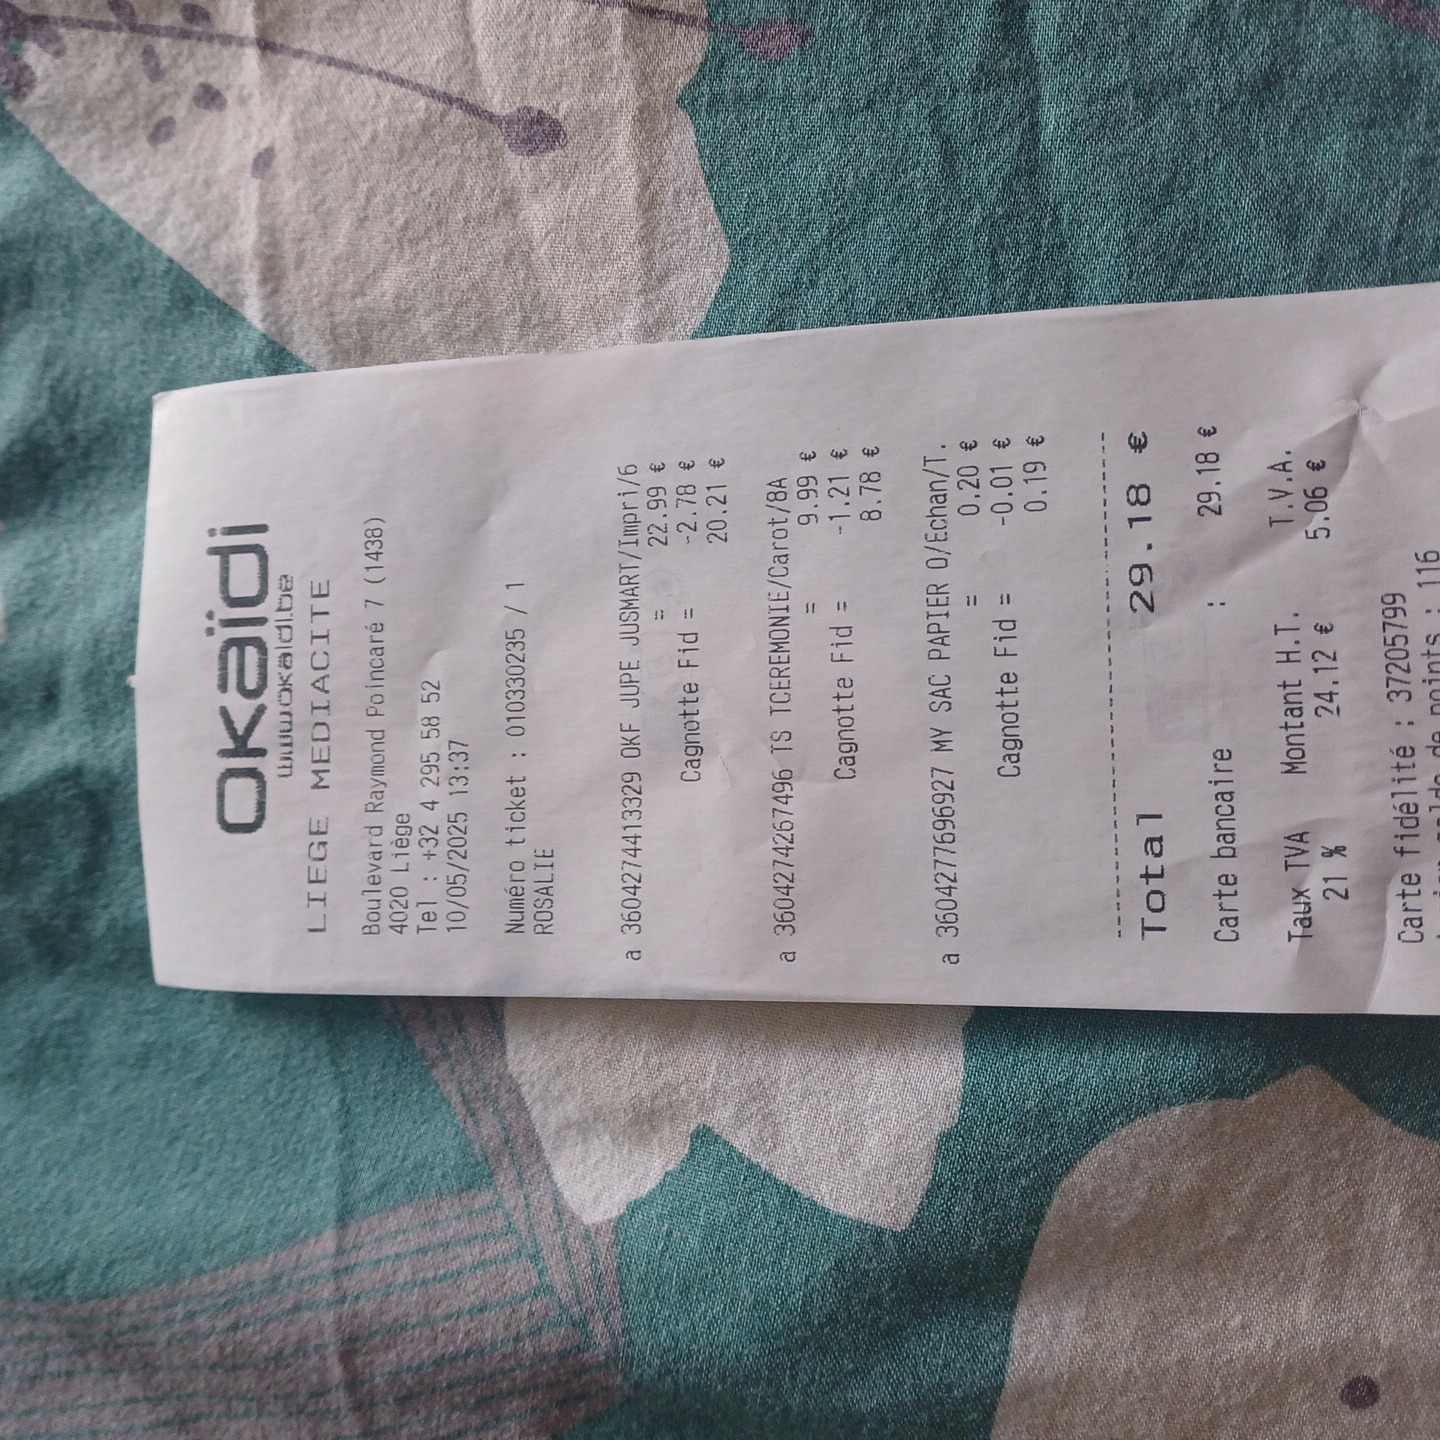 OKaïDi
www.okaidi.be
LIEGE MEDIACITE
Boulevard Raymond Poincaré 7 (1438)
4020 Liège
Tel : +32 4 295 58 52
10/05/2025 13:37
Numéro ticket : 010330235 / 1
ROSALIE
a 3604274413329 OKF JUPE JUSMART/Impri/6
= 22.99 €
Cagnotte Fid = -2.78 €
20.21 €
a 3604274267496 TS TCEREMONIE/Carot/8A
= 9.99 €
Cagnotte Fid = -1.21 €
8.78 €
a 3604277696927 MY SAC PAPIER O/Echan/T.
= 0.20 €
Cagnotte Fid = -0.01 €
0.19 €
Total 29.18 €
Carte bancaire : 29.18 €
Taux TVA Montant H.T. T.V.A.
21 % 24.12 € 5.06 €
Carte fidélité : 37205799
solde de points : 116